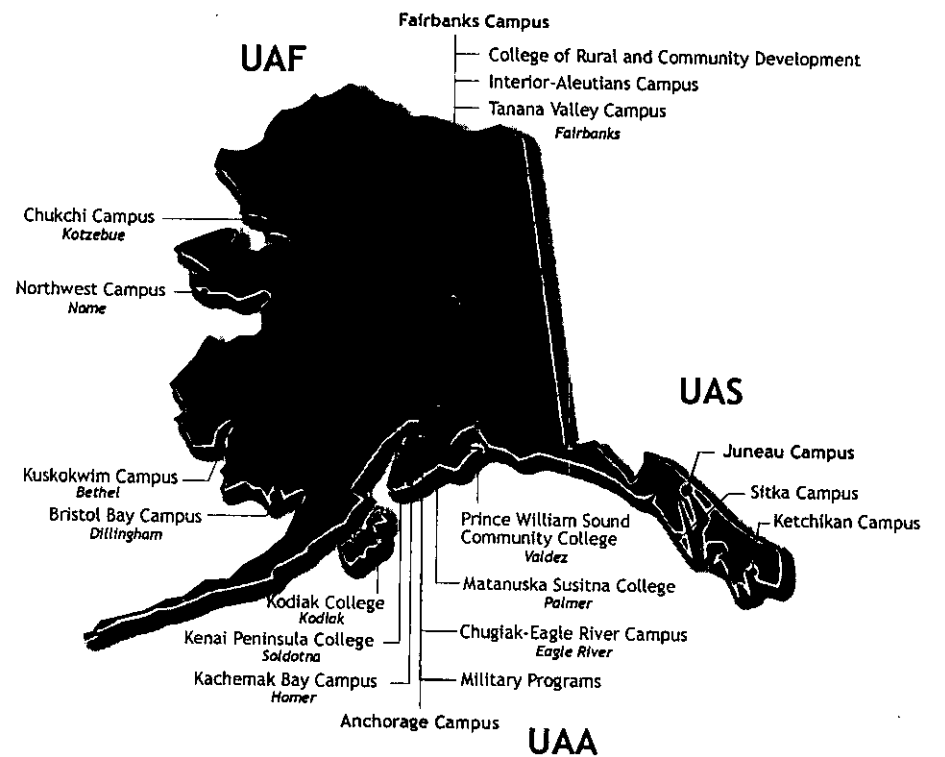 Fairbanks Campus
UAF
College of Rural and Community Development
Interior-Aleutians Campus
Tanana Valley Campus
Fairbanks
Chukchi Campus
Kotzebue
Northwest Campus
Nome
UAS
Juneau Campus
Sitka Campus
Ketchikan Campus
Kuskokwim Campus
Bethel
Bristol Bay Campus
Dillingham
Prince William Sound
Community College
Valdez
Matanuska Susitna College
Palmer
Kodiak College
Kodiak
Kenai Peninsula College
Soldotna
Chugiak-Eagle River Campus
Eagle River
Kachemak Bay Campus
Homer
Military Programs
Anchorage Campus
UAA